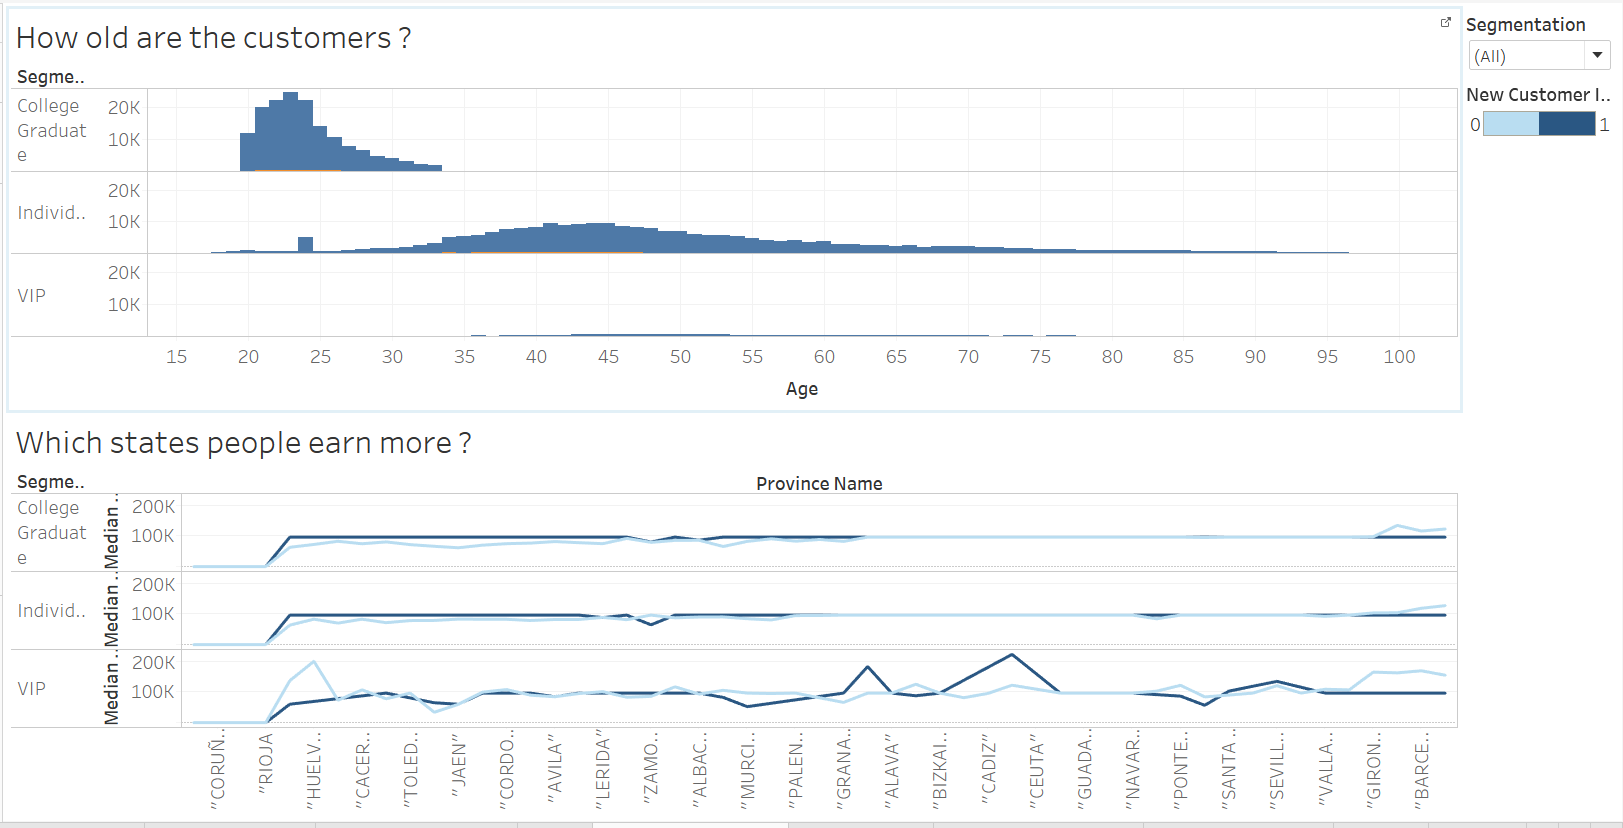 How old are the customers ?
Segme..
College
Graduat
e
20K
10K
Individ..
20K
10K
VIP
20K
10K
15 20 25 30 35 40 45 50 55 60 65 70 75 80 85 90 95 100
Age
Segmentation
(All)
New Customer I..
0 1
Which states people earn more ?
Segme..
Province Name
College
Graduat
e
Median ..
200K
100K
Individ..
Median ..
200K
100K
VIP
Median ..
200K
100K
"CORUÑ..
"RIOJA
"HUELV..
"CACER..
"TOLED..
"JAEN"
"CORDO..
"AVILA"
"LERIDA"
"ZAMO..
"ALBAC..
"MURCI..
"PALEN..
"GRANA..
"ALAVA"
"BIZKAI..
"CADIZ"
"CEUTA"
"GUADA..
"NAVAR..
"PONTE..
"SANTA ..
"SEVILL..
"VALLA..
"GIRON..
"BARCE..